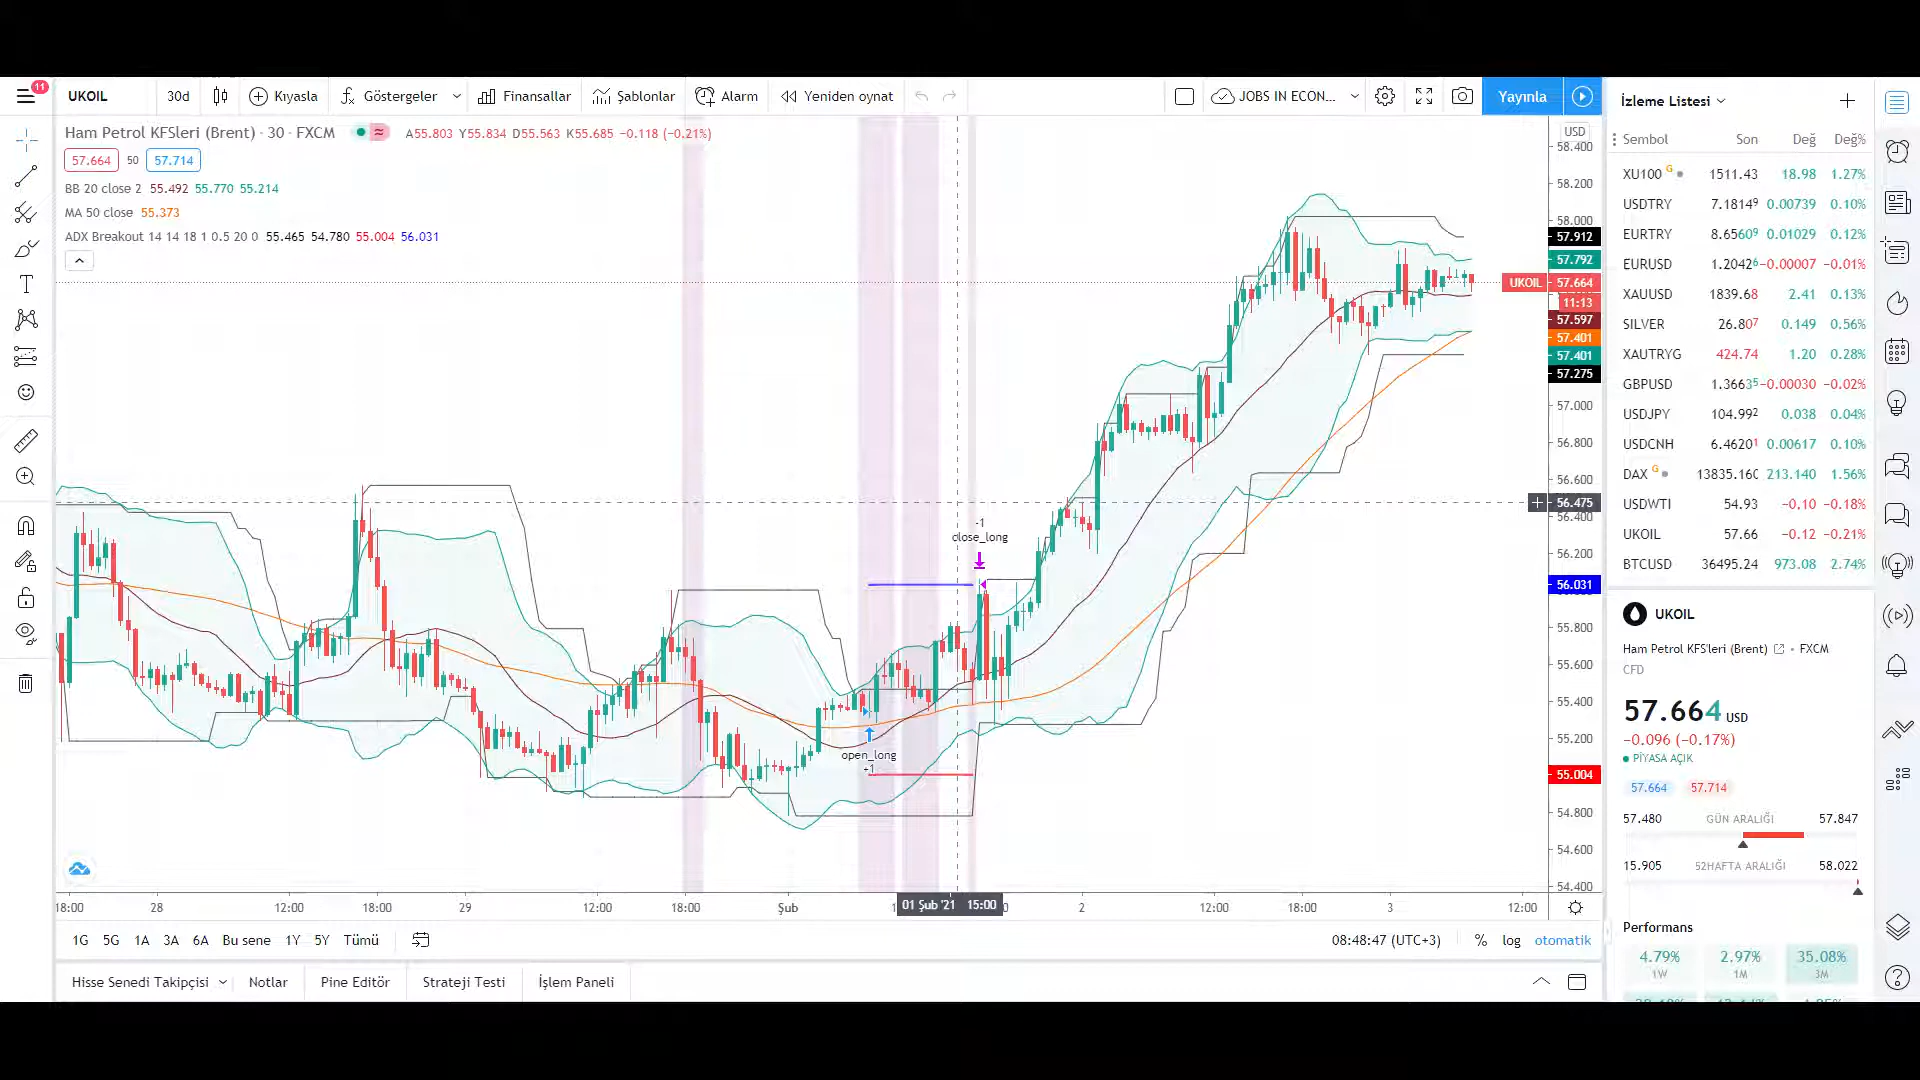 11
UKOIL
30d
Kıyasla
Göstergeler
Finansallar
Şablonlar
Alarm
Yeniden oynat
JOBS IN ECON...
Yayınla
Ham Petrol KFSleri (Brent) · 30 · FXCM
A55.803 Y55.834 D55.563 K55.685 −0.118 (−0.21%)
57.664 50 57.714
BB 20 close 2 55.492 55.770 55.214
MA 50 close 55.373
ADX Breakout 14 14 18 1 0.5 20 0 55.465 54.780 55.004 56.031
-1
close_long
open_long
+1
USD
58.400
58.200
58.000
57.912
57.792
UKOIL 57.664
11:13
57.597
57.401
57.401
57.275
57.000
56.800
56.600
56.475
56.400
56.200
56.031
55.800
55.600
55.400
55.200
55.004
54.800
54.600
54.400
18:00 28 12:00 18:00 29 12:00 18:00 Şub 01 Şub '21 15:00 2 12:00 18:00 3 12:00
1G 5G 1A 3A 6A Bu sene 1Y 5Y Tümü
08:48:47 (UTC+3) % log otomatik
Hisse Senedi Takipçisi Notlar Pine Editör Strateji Testi İşlem Paneli
İzleme Listesi
Sembol Son Değ Değ%
XU100 G 1511.43 18.98 1.27%
USDTRY 7.18149 0.00739 0.10%
EURTRY 8.65609 0.01029 0.12%
EURUSD 1.20426 −0.00007 −0.01%
XAUUSD 1839.68 2.41 0.13%
SILVER 26.807 0.149 0.56%
XAUTRYG 424.74 1.20 0.28%
GBPUSD 1.36635 −0.00030 −0.02%
USDJPY 104.992 0.038 0.04%
USDCNH 6.46201 0.00617 0.10%
DAX G 13835.160 213.140 1.56%
USDWTI 54.93 −0.10 −0.18%
UKOIL 57.66 −0.12 −0.21%
BTCUSD 36495.24 973.08 2.74%
UKOIL
Ham Petrol KFS'leri (Brent) • FXCM
CFD
57.664 USD
−0.096 (−0.17%)
PİYASA AÇIK
57.664 57.714
57.480 GÜN ARALIĞI 57.847
15.905 52HAFTA ARALIĞI 58.022
Performans
4.79% 2.97% 35.08%
1W 1M 3M